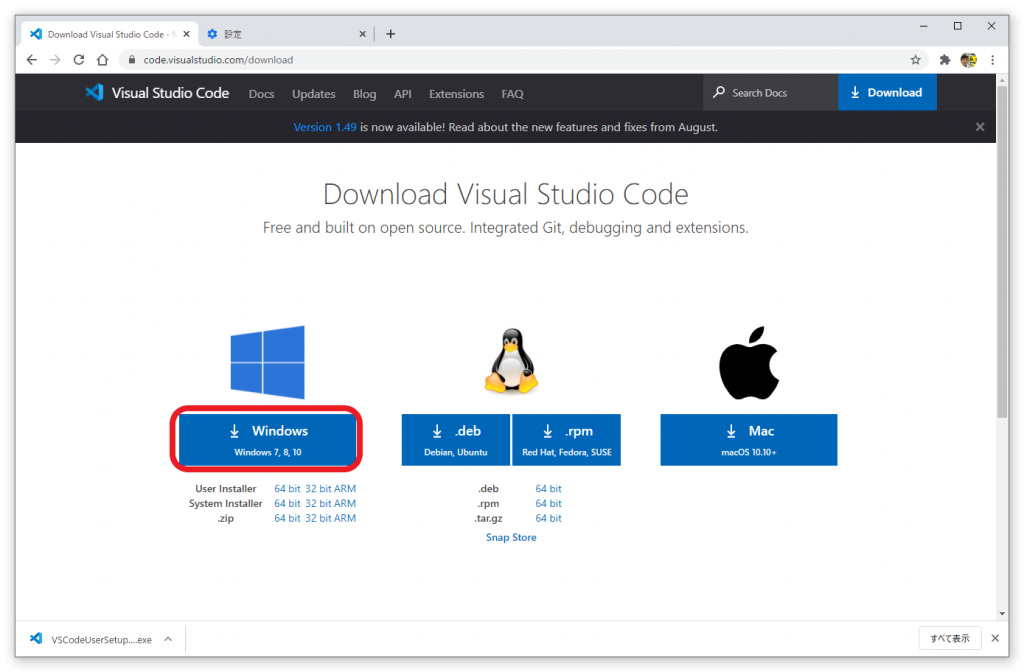 Download Visual Studio Code -
設定
code.visualstudio.com/download
Visual Studio Code Docs Updates Blog API Extensions FAQ Search Docs Download
Version 1.49 is now available! Read about the new features and fixes from August.
Download Visual Studio Code
Free and built on open source. Integrated Git, debugging and extensions.
Windows
Windows 7, 8, 10
.deb
Debian, Ubuntu
.rpm
Red Hat, Fedora, SUSE
Mac
macOS 10.10+
User Installer 64 bit 32 bit ARM
System Installer 64 bit 32 bit ARM
.zip 64 bit 32 bit ARM
.deb 64 bit
.rpm 64 bit
.tar.gz 64 bit
Snap Store
VSCodeUserSetup....exe
すべて表示